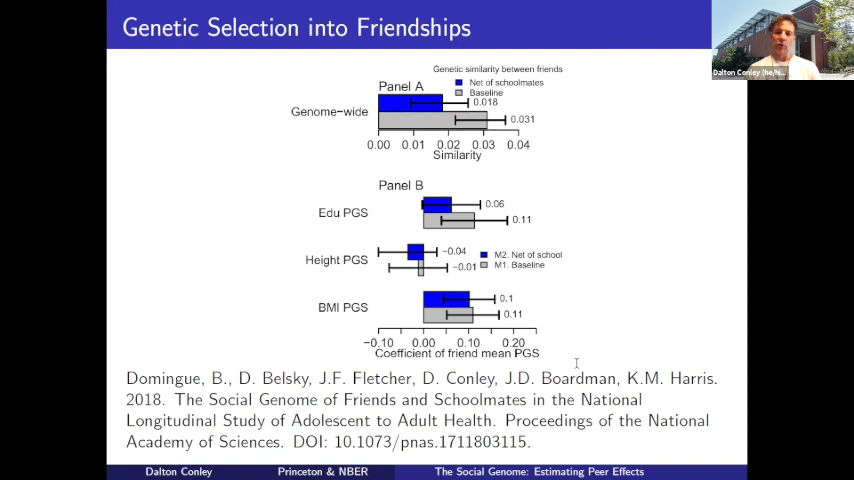 Genetic Selection into Friendships
Dalton Conley (he/hi...
Genetic similarity between friends
Panel A
Net of schoolmates
Baseline
Genome-wide
0.018
0.031
0.00 0.01 0.02 0.03 0.04
Similarity
Panel B
Edu PGS
0.06
0.11
Height PGS
-0.04
-0.01
M2. Net of school
M1. Baseline
BMI PGS
0.1
0.11
-0.10 0.00 0.10 0.20
Coefficient of friend mean PGS
Domingue, B., D. Belsky, J.F. Fletcher, D. Conley, J.D. Boardman, K.M. Harris.
2018. The Social Genome of Friends and Schoolmates in the National
Longitudinal Study of Adolescent to Adult Health. Proceedings of the National
Academy of Sciences. DOI: 10.1073/pnas.1711803115.
Dalton Conley Princeton & NBER The Social Genome: Estimating Peer Effects